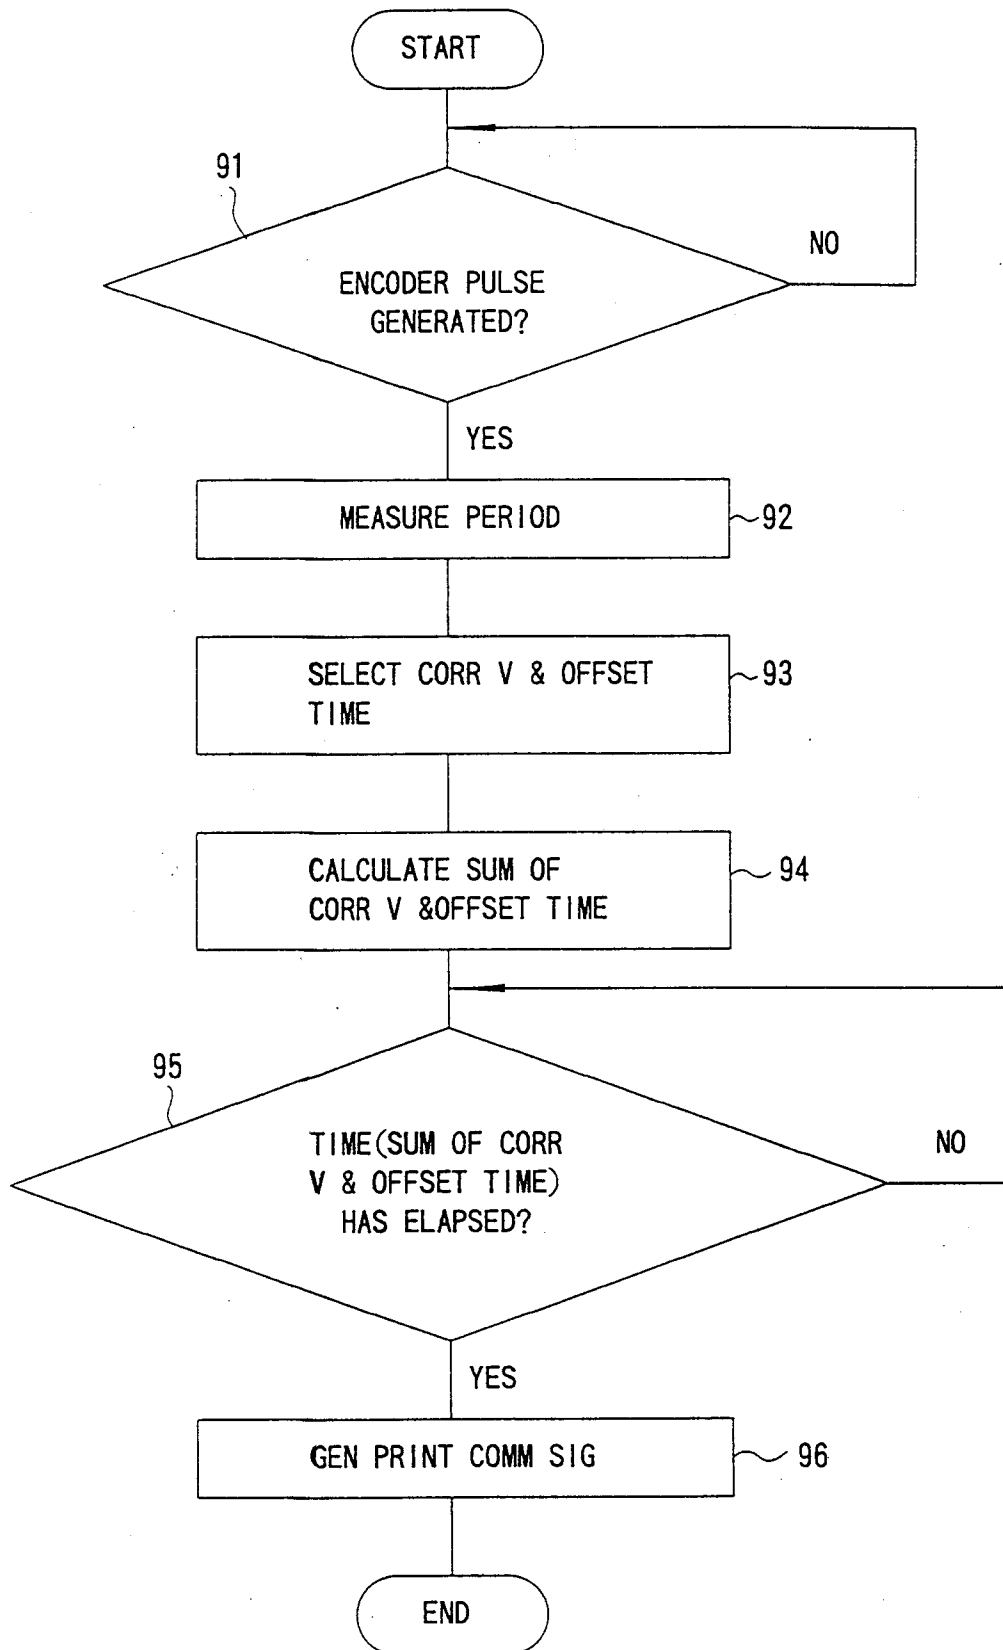 START
91
NO
ENCODER PULSE
GENERATED?
YES
MEASURE PERIOD
92
SELECT CORR V & OFFSET
TIME
93
CALCULATE SUM OF
CORR V &OFFSET TIME
94
95
TIME(SUM OF CORR
V & OFFSET TIME)
HAS ELAPSED?
NO
YES
GEN PRINT COMM SIG
96
END